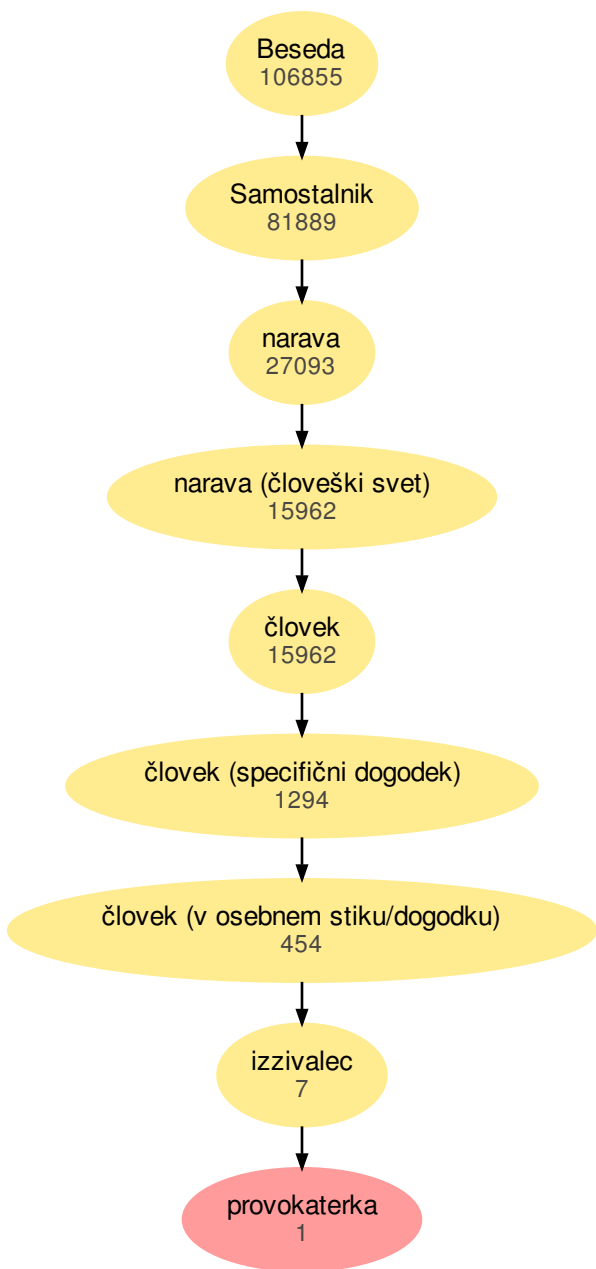 Beseda
106855
Samostalnik
81889
narava
27093
narava (človeški svet)
15962
človek
15962
človek (specifični dogodek)
1294
človek (v osebnem stiku/dogodku)
454
izzivalec
7
provokaterka
1